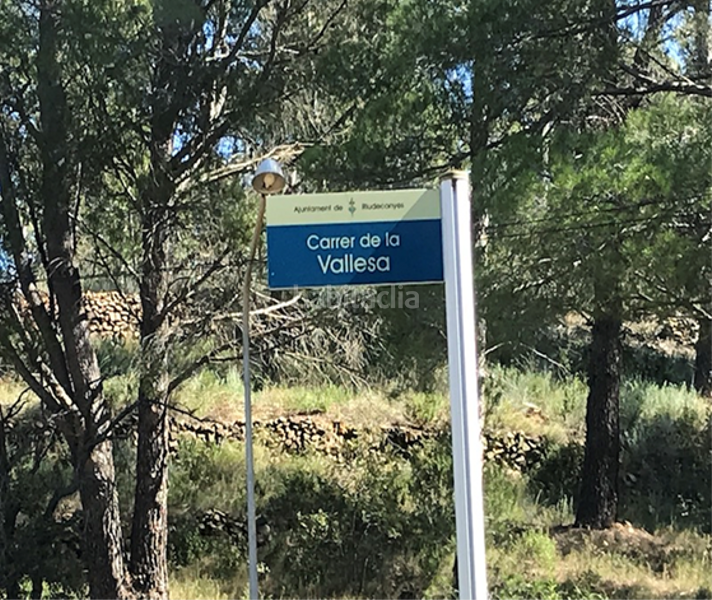 Ajuntament de Riudecanyes
Carrer de la
Vallesa